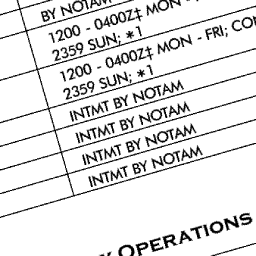 BY NOTAM
1200 - 0400Z‡ MON -
2359 SUN; *1
1200 - 0400Z‡ MON - FRI; CON
2359 SUN; *1
INTMT BY NOTAM
INTMT BY NOTAM
INTMT BY NOTAM
INTMT BY NOTAM
OPERATIONS